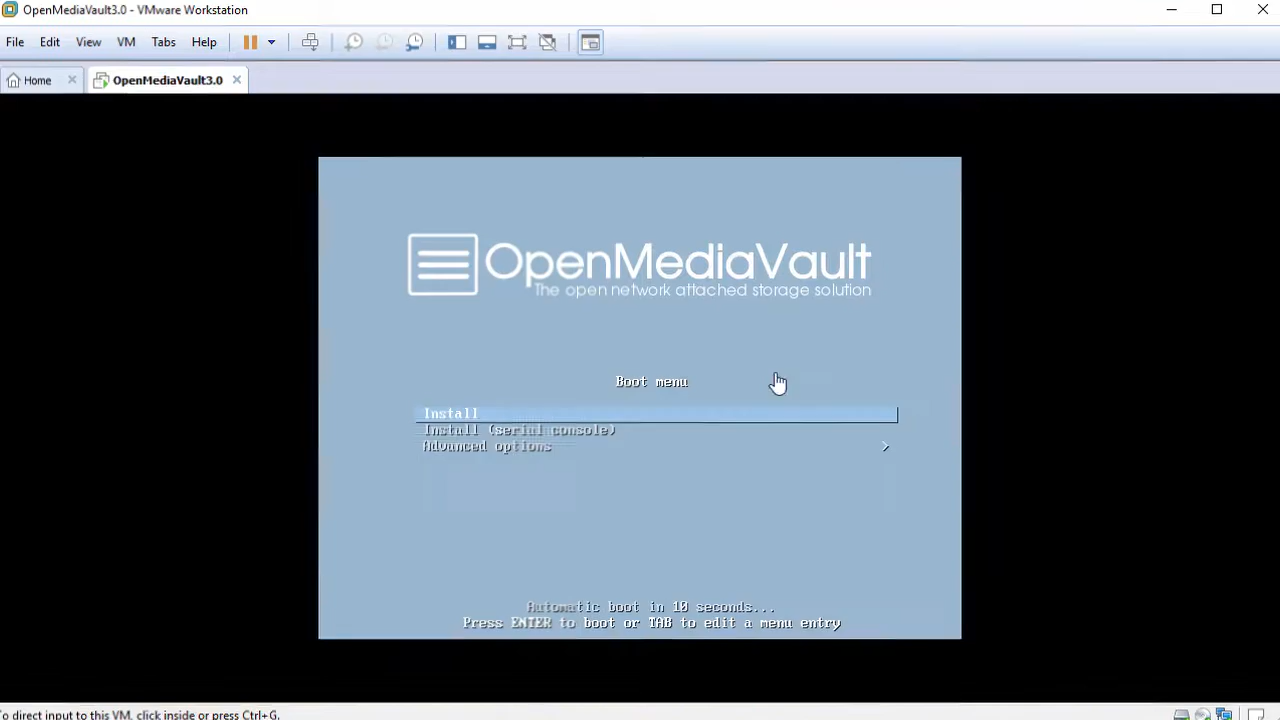 OpenMediaVault3.0 - VMware Workstation
File Edit View VM Tabs Help
Home OpenMediaVault3.0
OpenMediaVault
The open network attached storage solution
Boot menu
Install
Install (serial console)
Advanced options >
Automatic boot in 10 seconds...
Press ENTER to boot or TAB to edit a menu entry
To direct input to this VM, click inside or press Ctrl+G.